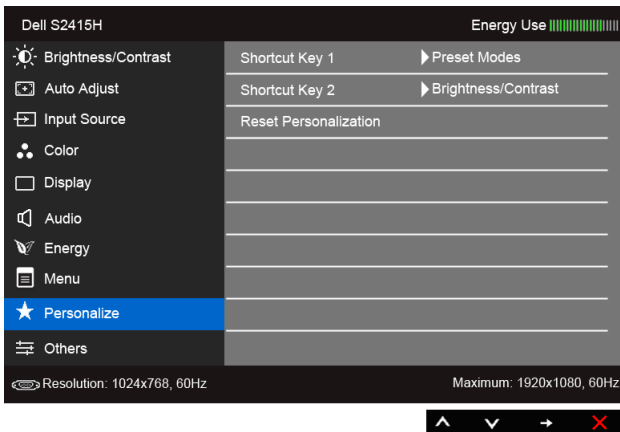 Dell S2415H Energy Use
Brightness/Contrast Shortcut Key 1 Preset Modes
Auto Adjust Shortcut Key 2 Brightness/Contrast
Input Source Reset Personalization
Color
Display
Audio
Energy
Menu
Personalize
Others
Resolution: 1024x768, 60Hz Maximum: 1920x1080, 60Hz